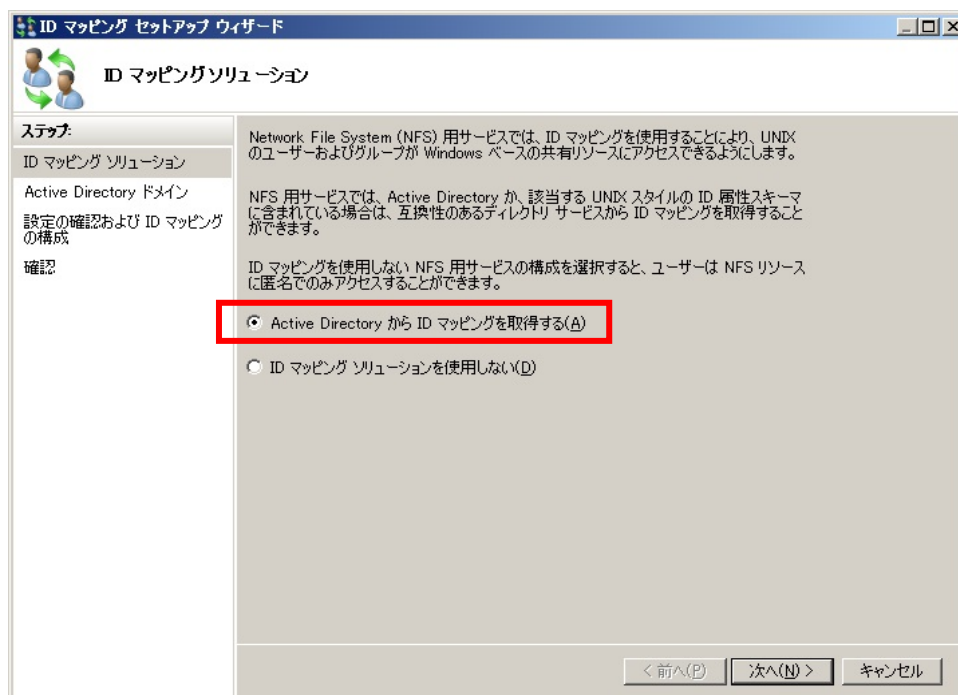 ID マッピング セットアップ ウィザード
ID マッピングソリューション
ステップ:
ID マッピング ソリューション
Active Directory ドメイン
設定の確認および ID マッピング
の構成
確認
Network File System (NFS) 用サービスでは、ID マッピングを使用することにより、UNIX
のユーザーおよびグループが Windows ベースの共有リソースにアクセスできるようにします。
NFS 用サービスでは、Active Directory か、該当する UNIX スタイルの ID 属性スキーマ
に含まれている場合は、互換性のあるディレクトリ サービスから ID マッピングを取得すること
ができます。
ID マッピングを使用しない NFS 用サービスの構成を選択すると、ユーザーは NFS リソース
に匿名でのみアクセスすることができます。
Active Directory から ID マッピングを取得する(A)
ID マッピング ソリューションを使用しない(D)
< 前へ(P)
次へ(N) >
キャンセル